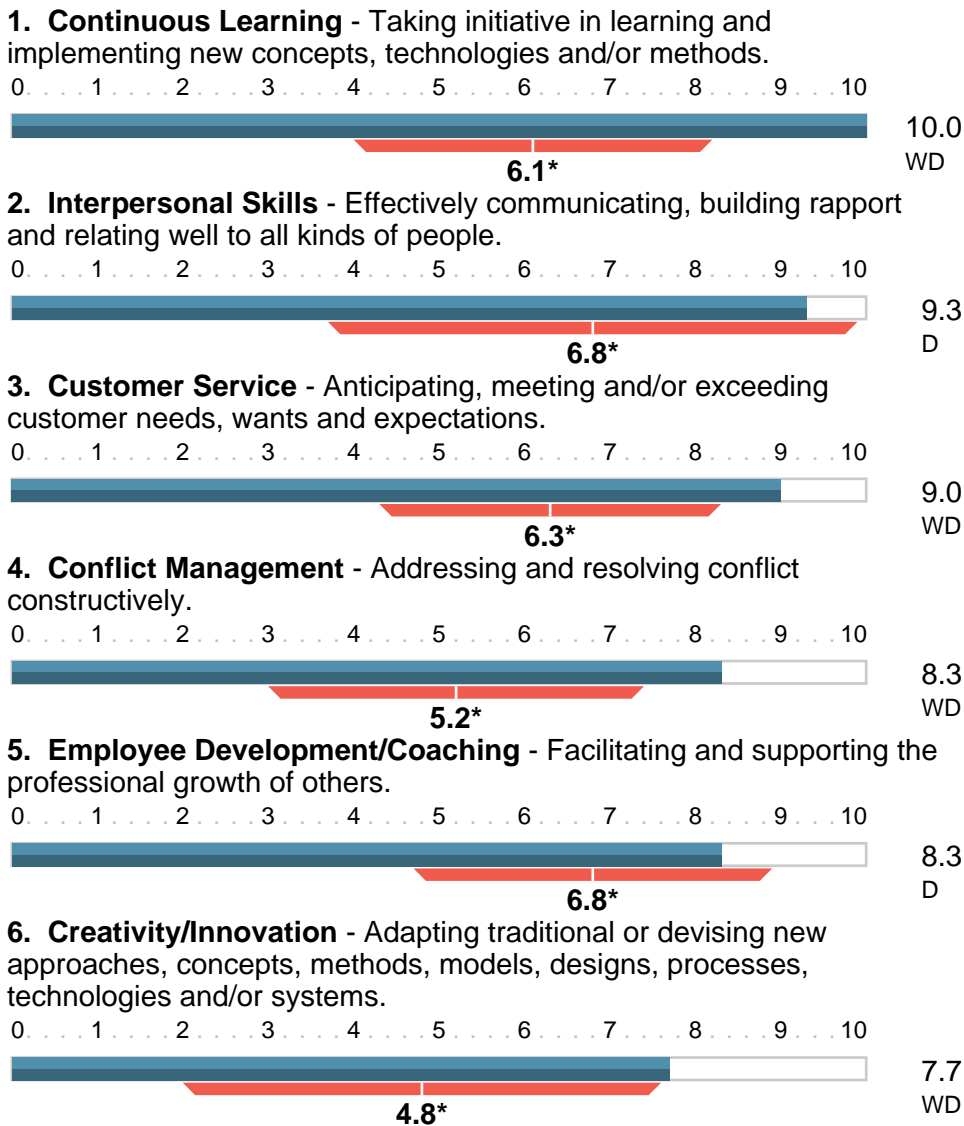 1. Continuous Learning - Taking initiative in learning and
implementing new concepts, technologies and/or methods.
0. . . . 1 . . . . 2 . . . . 3 . . . . 4 . . . . 5 . . . . 6 . . . . 7 . . . . 8 . . . . 9 . . . 10
10.0
WD
6.1*
2. Interpersonal Skills - Effectively communicating, building rapport
and relating well to all kinds of people.
0. . . . 1 . . . . 2 . . . . 3 . . . . 4 . . . . 5 . . . . 6 . . . . 7 . . . . 8 . . . . 9 . . . 10
9.3
D
6.8*
3. Customer Service - Anticipating, meeting and/or exceeding
customer needs, wants and expectations.
0. . . . 1 . . . . 2 . . . . 3 . . . . 4 . . . . 5 . . . . 6 . . . . 7 . . . . 8 . . . . 9 . . . 10
9.0
WD
6.3*
4. Conflict Management - Addressing and resolving conflict
constructively.
0. . . . 1 . . . . 2 . . . . 3 . . . . 4 . . . . 5 . . . . 6 . . . . 7 . . . . 8 . . . . 9 . . . 10
8.3
WD
5.2*
5. Employee Development/Coaching - Facilitating and supporting the
professional growth of others.
0. . . . 1 . . . . 2 . . . . 3 . . . . 4 . . . . 5 . . . . 6 . . . . 7 . . . . 8 . . . . 9 . . . 10
8.3
D
6.8*
6. Creativity/Innovation - Adapting traditional or devising new
approaches, concepts, methods, models, designs, processes,
technologies and/or systems.
0. . . . 1 . . . . 2 . . . . 3 . . . . 4 . . . . 5 . . . . 6 . . . . 7 . . . . 8 . . . . 9 . . . 10
7.7
WD
4.8*